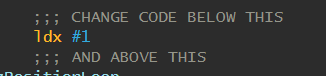 ;;; CHANGE CODE BELOW THIS
ldx #1
;;; AND ABOVE THIS